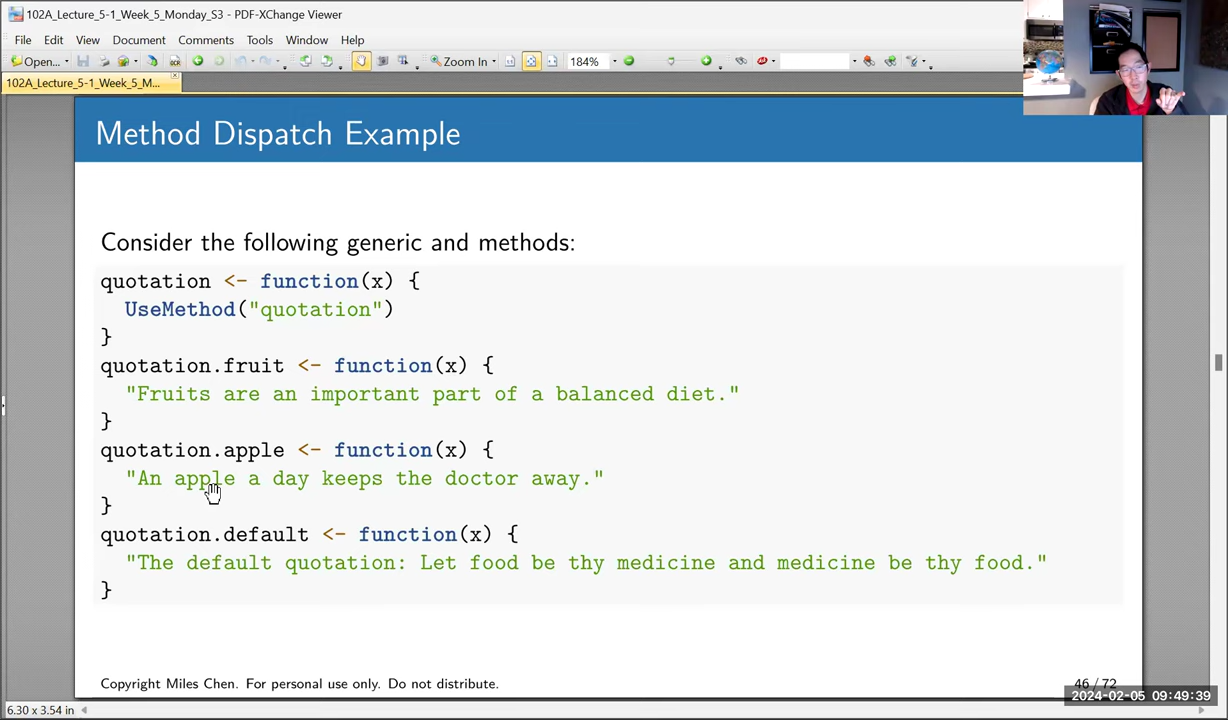 102A_Lecture_5-1_Week_5_Monday_S3 - PDF-XChange Viewer
File Edit View Document Comments Tools Window Help
Open... OCR Zoom In 184%
102A_Lecture_5-1_Week_5_M...
Method Dispatch Example
Consider the following generic and methods:
quotation <- function(x) {
  UseMethod("quotation")
}
quotation.fruit <- function(x) {
  "Fruits are an important part of a balanced diet."
}
quotation.apple <- function(x) {
  "An apple a day keeps the doctor away."
}
quotation.default <- function(x) {
  "The default quotation: Let food be thy medicine and medicine be thy food."
}
Copyright Miles Chen. For personal use only. Do not distribute.
46 / 72
2024-02-05 09:49:39
6.30 x 3.54 in